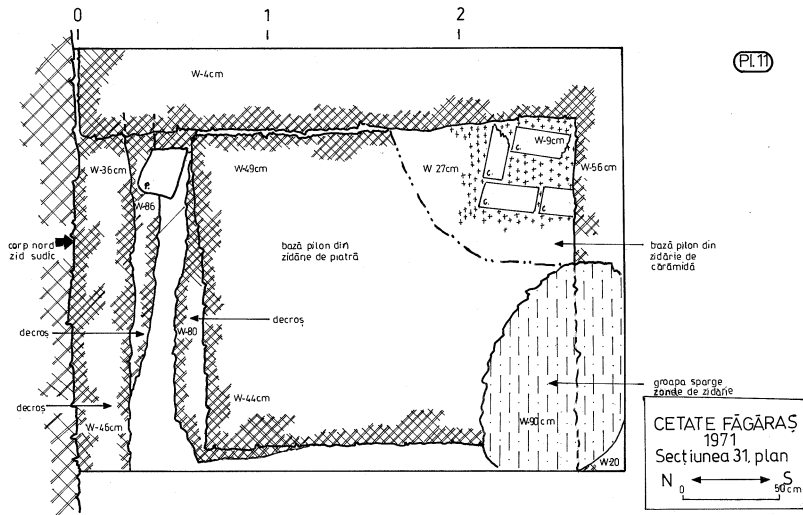 0 1 2
Pl.11
W-4cm
W-9cm
W-36cm
W-49cm
W 27cm
W-56cm
P.
c.
c.
c.
c.
W-86
corp nord
zid sudic
bază pilon din
zidărie de piatră
bază pilon din
zidărie de
cărămidă
decroș
decroș
W-80
groapa sparge
zonele de zidărie
decroș
W-44cm
W-46cm
W-90cm
W-20
CETATE FĂGĂRAȘ
1971
Secțiunea 31, plan
N S
0 50cm